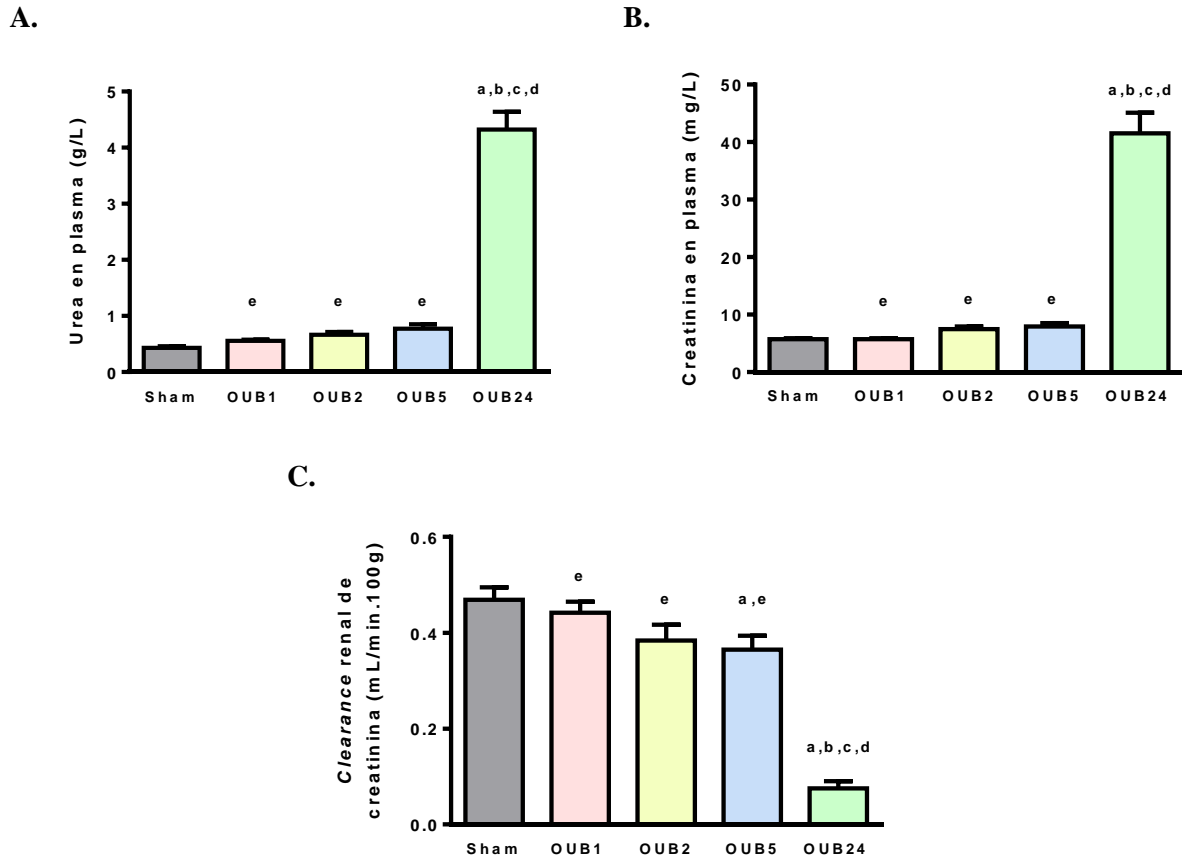 A.
Urea en plasma (g/L)
5
4
3
2
1
0
a,b,c,d
e
e
e
Sham
OUB1
OUB2
OUB5
OUB24
B.
Creatinina en plasma (mg/L)
50
40
30
20
10
0
a,b,c,d
e
e
e
Sham
OUB1
OUB2
OUB5
OUB24
C.
Clearance renal de
creatinina (mL/min.100g)
0.6
0.4
0.2
0.0
e
e
a,e
a,b,c,d
Sham
OUB1
OUB2
OUB5
OUB24